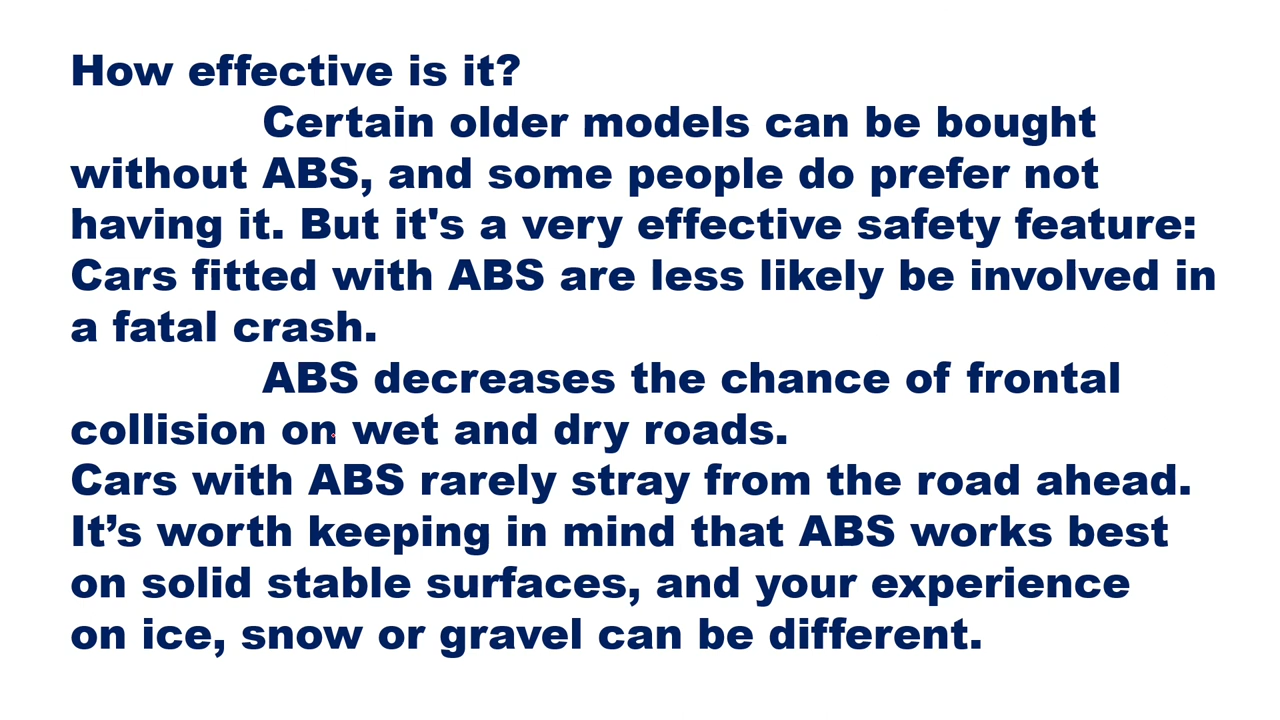 How effective is it?
Certain older models can be bought
without ABS, and some people do prefer not
having it. But it's a very effective safety feature:
Cars fitted with ABS are less likely be involved in
a fatal crash.
ABS decreases the chance of frontal
collision on wet and dry roads.
Cars with ABS rarely stray from the road ahead.
It’s worth keeping in mind that ABS works best
on solid stable surfaces, and your experience
on ice, snow or gravel can be different.